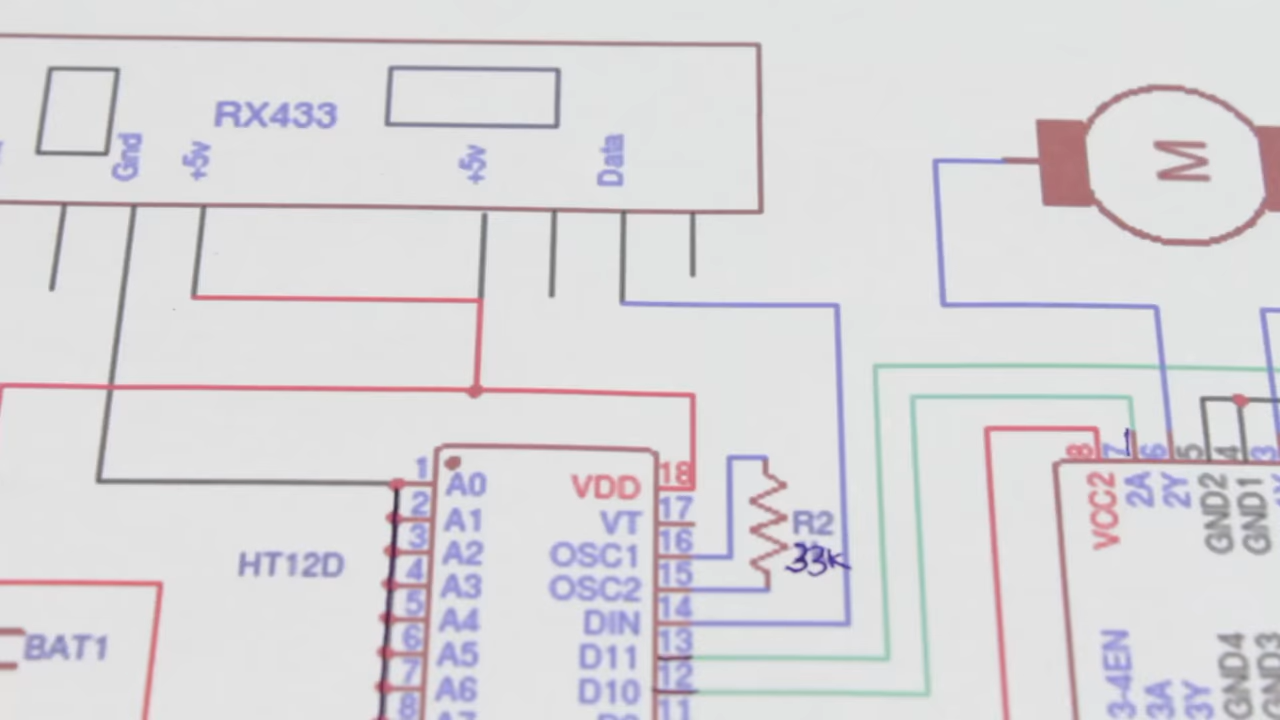 RX433
Gnd
+5v
+5v
Data
M
HT12D
BAT1
1 A0
2 A1
3 A2
4 A3
5 A4
6 A5
7 A6
8
VDD 18
VT 17
OSC1 16
OSC2 15
DIN 14
D11 13
D10 12
11
R2
33k
8 7 6 5 4 3
VCC2
2A
2Y
GND2
GND1
3-4EN
3A
3Y
GND4
GND3